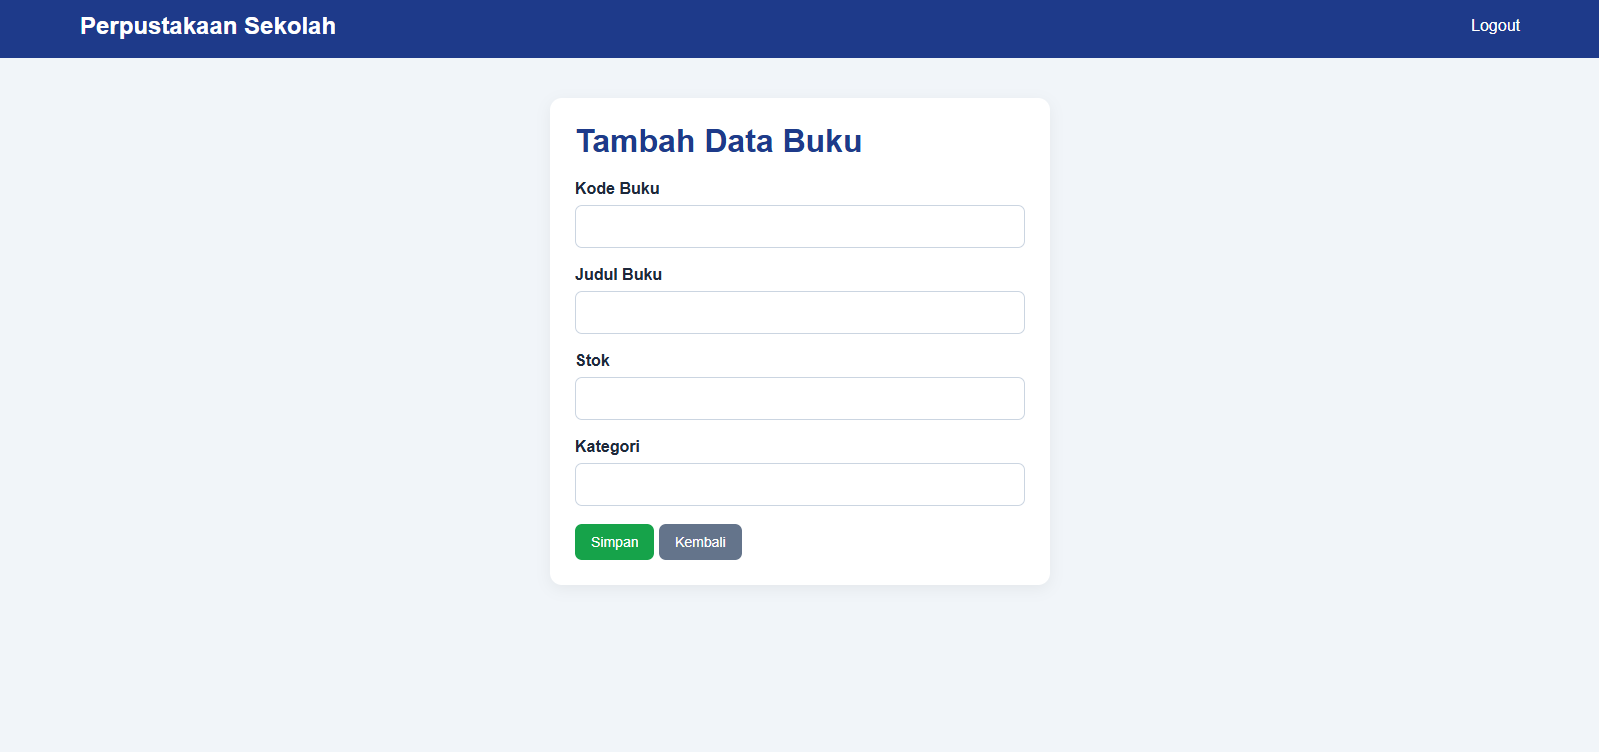 Perpustakaan Sekolah
Logout
Tambah Data Buku
Kode Buku
Judul Buku
Stok
Kategori
Simpan Kembali